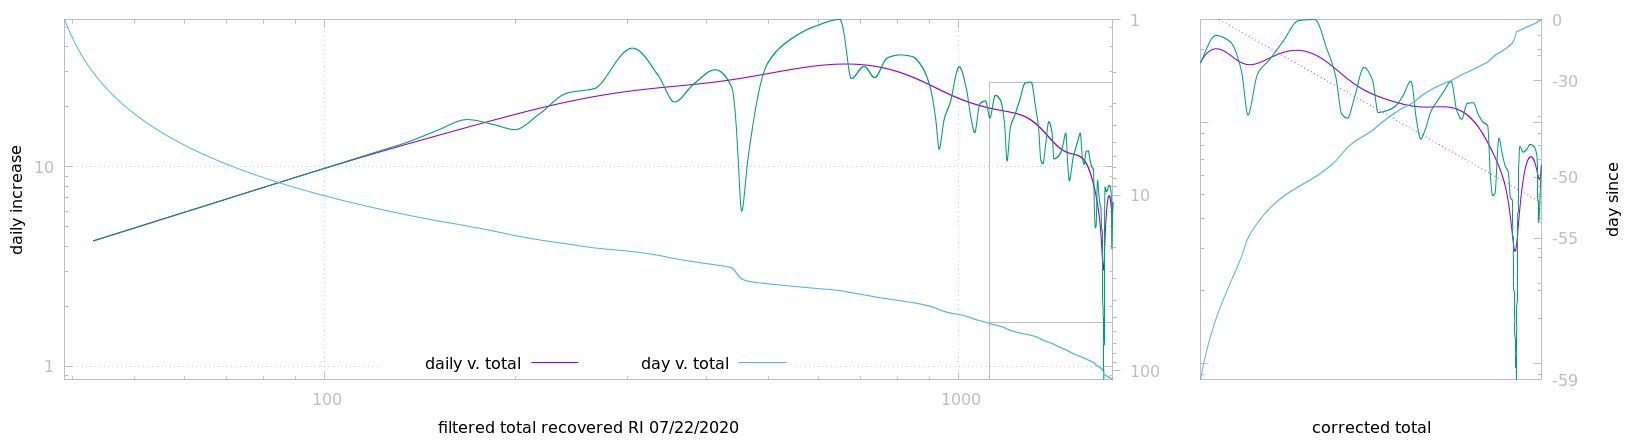 daily increase
10
1
100
1000
1
10
100
daily v. total
day v. total
filtered total recovered RI 07/22/2020
0
-30
-50
-55
-59
day since
corrected total